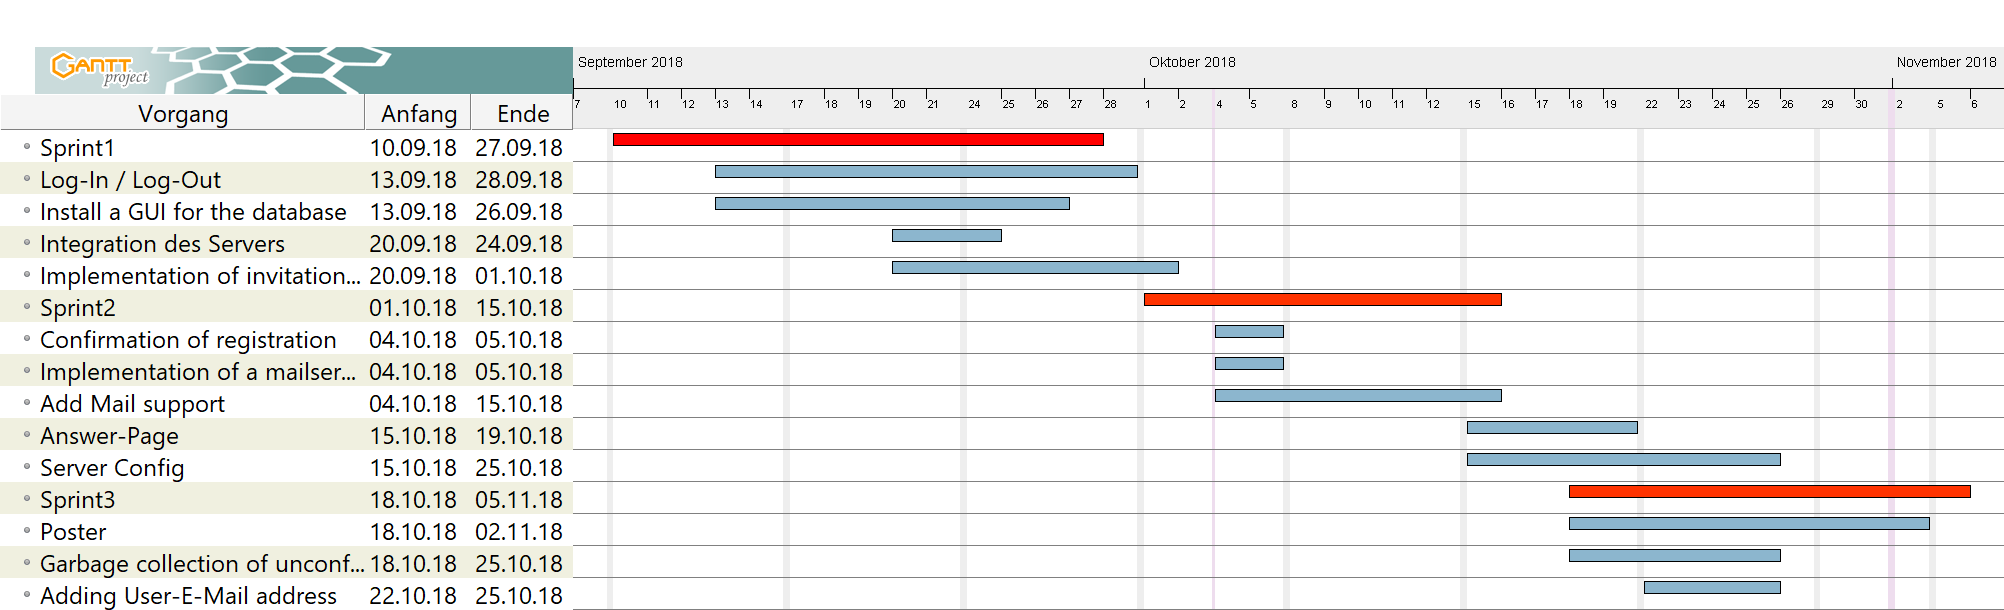 GANTT
project
September 2018 Oktober 2018 November 2018
7 10 11 12 13 14 17 18 19 20 21 24 25 26 27 28 1 2 4 5 8 9 10 11 12 15 16 17 18 19 22 23 24 25 26 29 30 2 5 6
Vorgang Anfang Ende
Sprint1 10.09.18 27.09.18
Log-In / Log-Out 13.09.18 28.09.18
Install a GUI for the database 13.09.18 26.09.18
Integration des Servers 20.09.18 24.09.18
Implementation of invitation... 20.09.18 01.10.18
Sprint2 01.10.18 15.10.18
Confirmation of registration 04.10.18 05.10.18
Implementation of a mailser... 04.10.18 05.10.18
Add Mail support 04.10.18 15.10.18
Answer-Page 15.10.18 19.10.18
Server Config 15.10.18 25.10.18
Sprint3 18.10.18 05.11.18
Poster 18.10.18 02.11.18
Garbage collection of unconf... 18.10.18 25.10.18
Adding User-E-Mail address 22.10.18 25.10.18